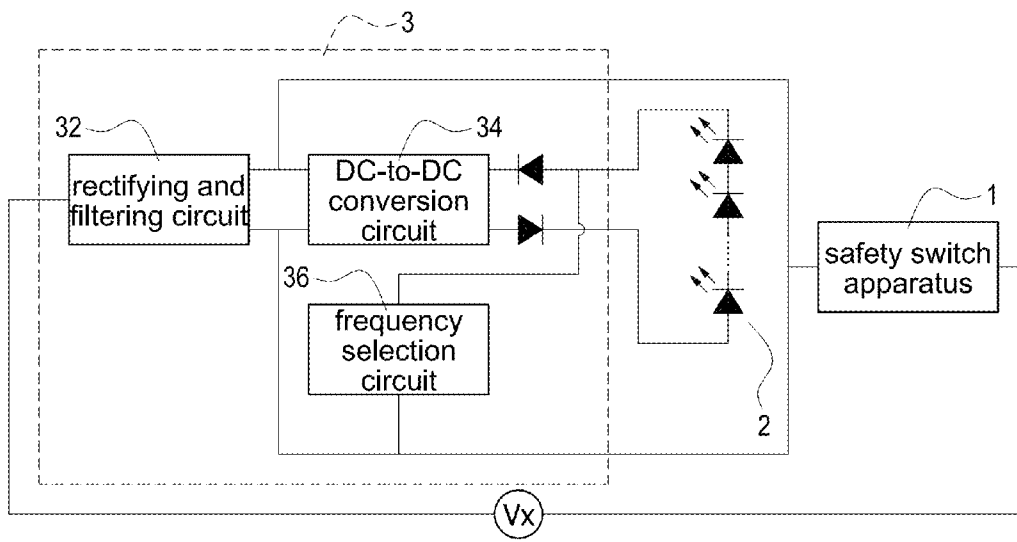 3
32
rectifying and
filtering circuit
34
DC-to-DC
conversion
circuit
1
safety switch
apparatus
36
frequency
selection
circuit
2
Vx